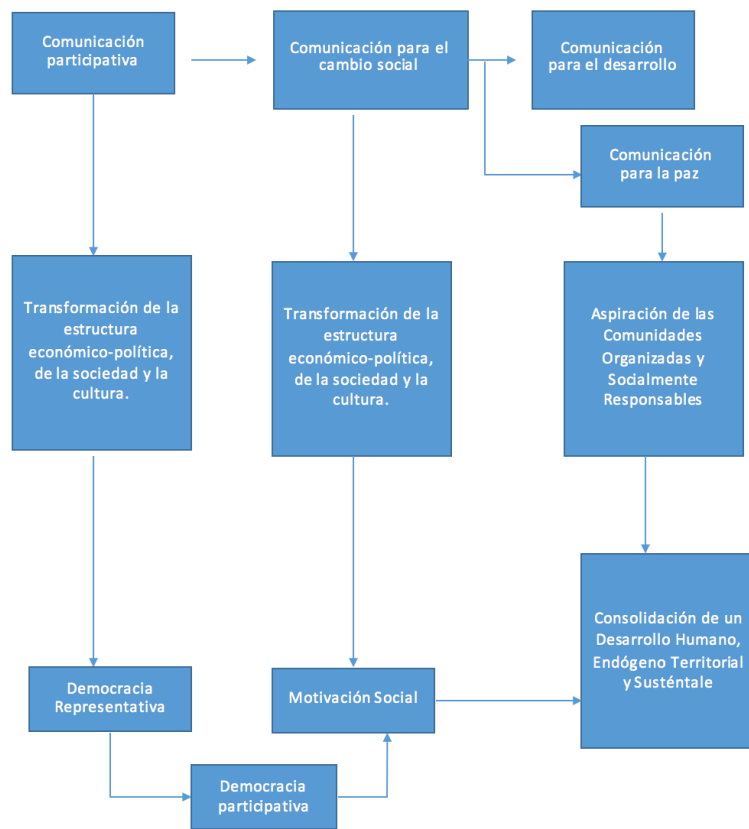 Comunicación
participativa
Comunicación para el
cambio social
Comunicación
para el desarrollo
Comunicación
para la paz
Transformación de la
estructura
económico-política,
de la sociedad y la
cultura.
Transformación de la
estructura
económico-política,
de la sociedad y la
cultura.
Aspiración de las
Comunidades
Organizadas y
Socialmente
Responsables
Consolidación de un
Desarrollo Humano,
Endógeno Territorial
y Susténtale
Democracia
Representativa
Motivación Social
Democracia
participativa